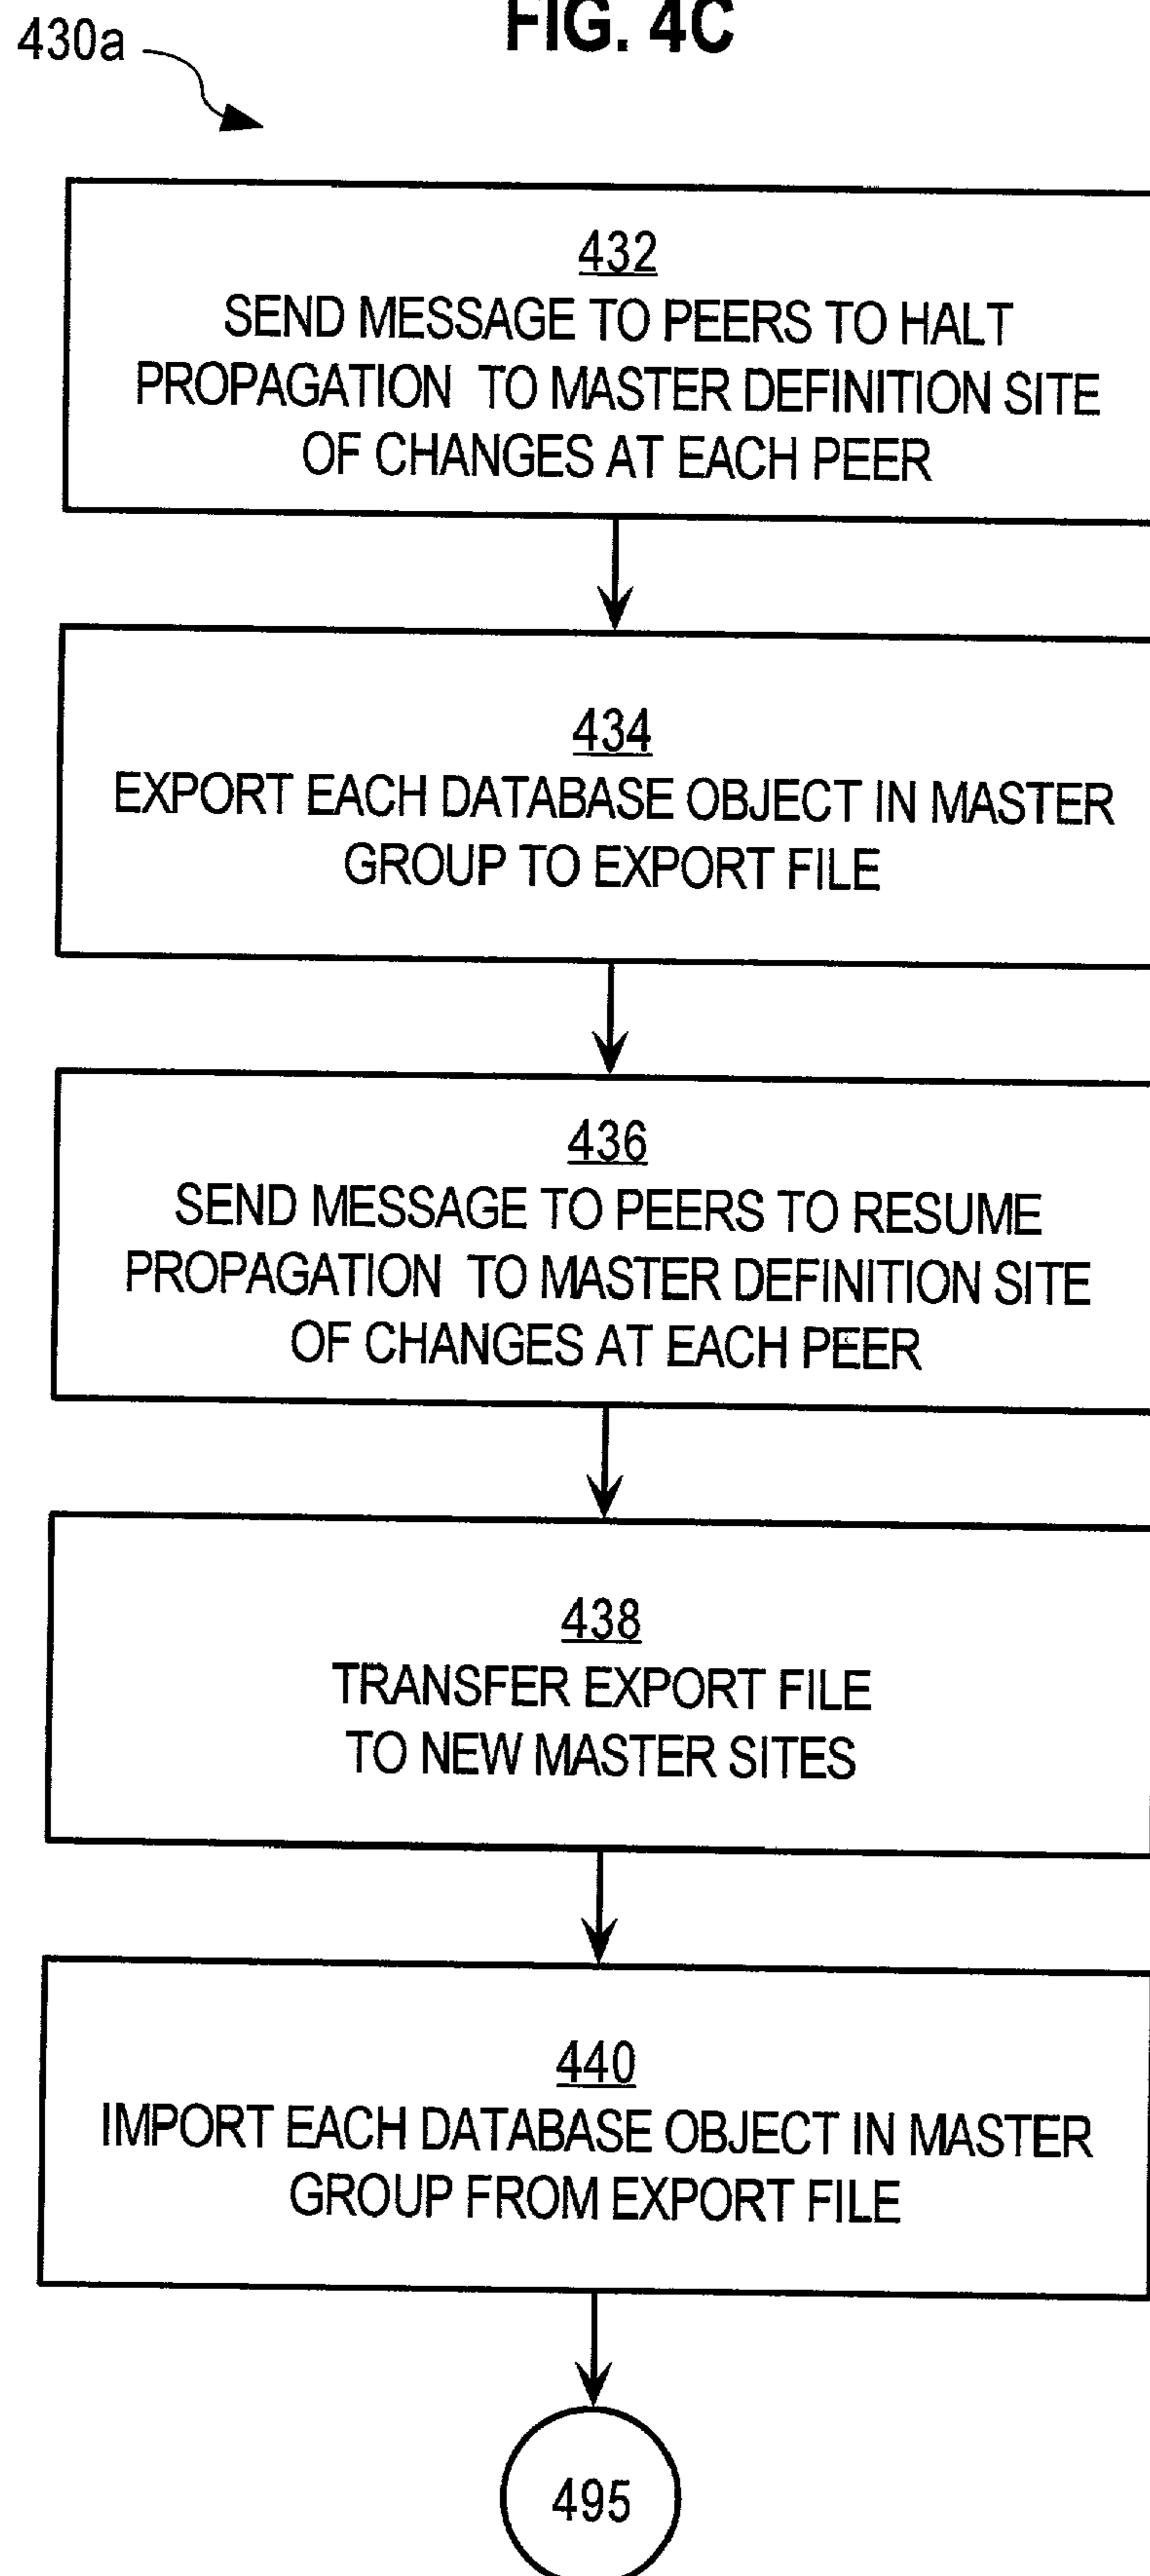 FIG. 4C
430a
432
SEND MESSAGE TO PEERS TO HALT
PROPAGATION TO MASTER DEFINITION SITE
OF CHANGES AT EACH PEER
434
EXPORT EACH DATABASE OBJECT IN MASTER
GROUP TO EXPORT FILE
436
SEND MESSAGE TO PEERS TO RESUME
PROPAGATION TO MASTER DEFINITION SITE
OF CHANGES AT EACH PEER
438
TRANSFER EXPORT FILE
TO NEW MASTER SITES
440
IMPORT EACH DATABASE OBJECT IN MASTER
GROUP FROM EXPORT FILE
495